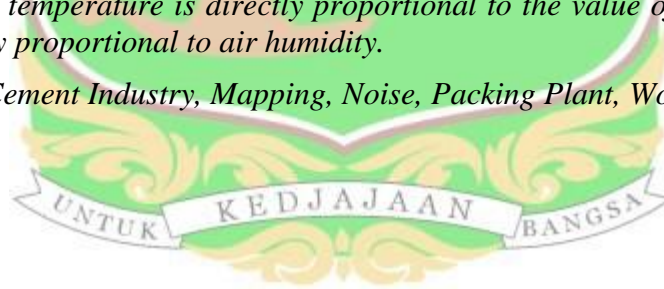 temperature is directly proportional to the value o
proportional to air humidity.
Cement Industry, Mapping, Noise, Packing Plant, Wo
UNTUK KEDJAJAAN BANGSA